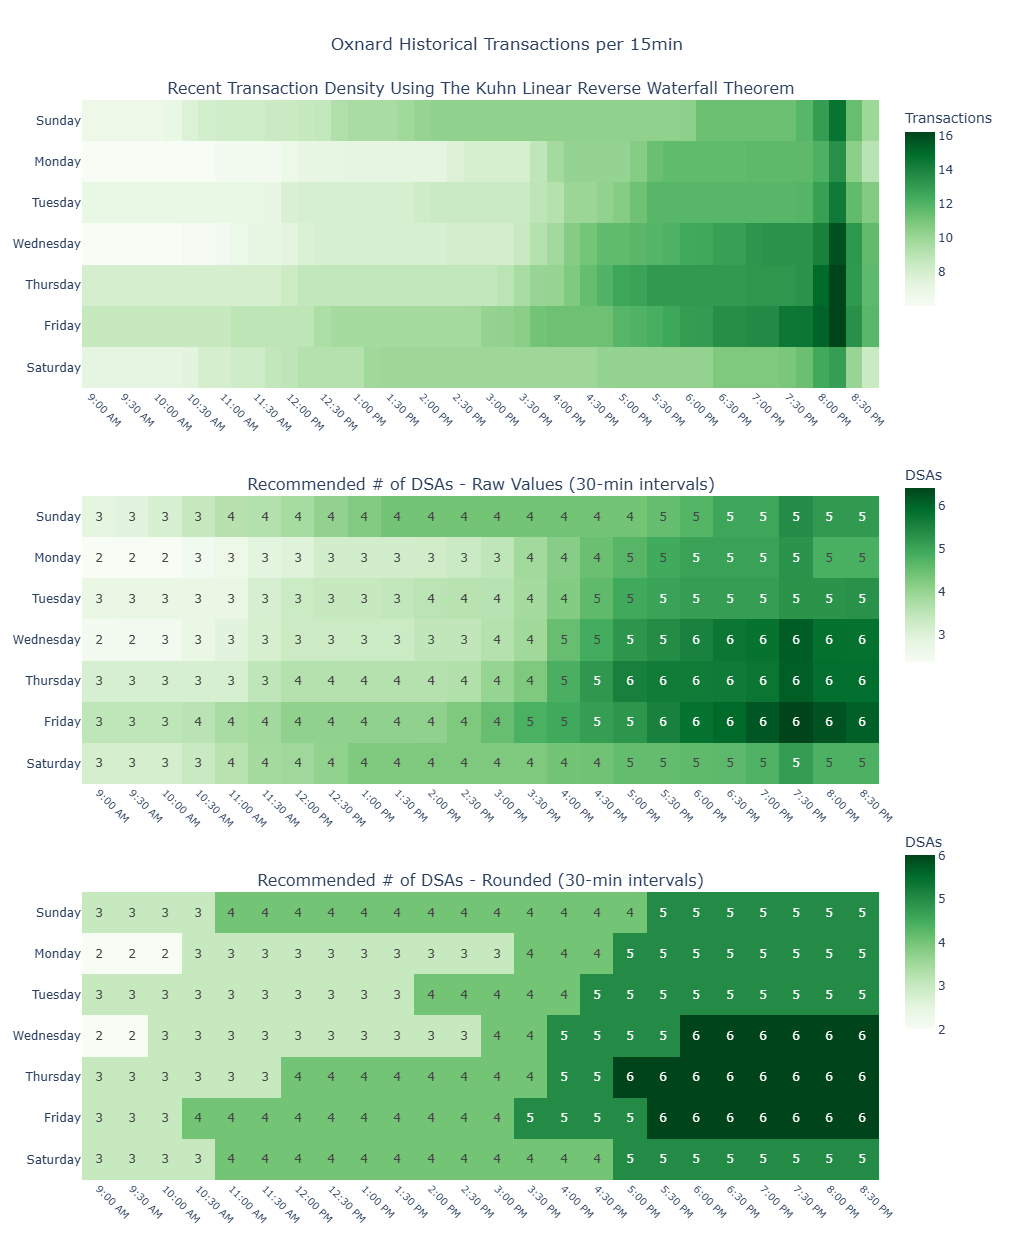 Oxnard Historical Transactions per 15min
Recent Transaction Density Using The Kuhn Linear Reverse Waterfall Theorem
Transactions
16
14
12
10
8
Sunday
Monday
Tuesday
Wednesday
Thursday
Friday
Saturday
9:00 AM 9:30 AM 10:00 AM 10:30 AM 11:00 AM 11:30 AM 12:00 PM 12:30 PM 1:00 PM 1:30 PM 2:00 PM 2:30 PM 3:00 PM 3:30 PM 4:00 PM 4:30 PM 5:00 PM 5:30 PM 6:00 PM 6:30 PM 7:00 PM 7:30 PM 8:00 PM 8:30 PM
Recommended # of DSAs - Raw Values (30-min intervals)
DSAs
6
5
4
3
Sunday 3 3 3 3 4 4 4 4 4 4 4 4 4 4 4 4 4 5 5 5 5 5 5 5
Monday 2 2 2 3 3 3 3 3 3 3 3 3 3 4 4 4 5 5 5 5 5 5 5 5
Tuesday 3 3 3 3 3 3 3 3 3 3 4 4 4 4 4 5 5 5 5 5 5 5 5 5
Wednesday 2 2 3 3 3 3 3 3 3 3 3 3 4 4 5 5 5 5 6 6 6 6 6 6
Thursday 3 3 3 3 3 3 4 4 4 4 4 4 4 4 5 5 6 6 6 6 6 6 6 6
Friday 3 3 3 4 4 4 4 4 4 4 4 4 4 5 5 5 5 6 6 6 6 6 6 6
Saturday 3 3 3 3 4 4 4 4 4 4 4 4 4 4 4 4 5 5 5 5 5 5 5 5
9:00 AM 9:30 AM 10:00 AM 10:30 AM 11:00 AM 11:30 AM 12:00 PM 12:30 PM 1:00 PM 1:30 PM 2:00 PM 2:30 PM 3:00 PM 3:30 PM 4:00 PM 4:30 PM 5:00 PM 5:30 PM 6:00 PM 6:30 PM 7:00 PM 7:30 PM 8:00 PM 8:30 PM
Recommended # of DSAs - Rounded (30-min intervals)
DSAs
6
5
4
3
2
Sunday 3 3 3 3 4 4 4 4 4 4 4 4 4 4 4 4 4 5 5 5 5 5 5 5
Monday 2 2 2 3 3 3 3 3 3 3 3 3 3 4 4 4 5 5 5 5 5 5 5 5
Tuesday 3 3 3 3 3 3 3 3 3 3 4 4 4 4 4 5 5 5 5 5 5 5 5 5
Wednesday 2 2 3 3 3 3 3 3 3 3 3 3 4 4 5 5 5 5 6 6 6 6 6 6
Thursday 3 3 3 3 3 3 4 4 4 4 4 4 4 4 5 5 6 6 6 6 6 6 6 6
Friday 3 3 3 4 4 4 4 4 4 4 4 4 4 5 5 5 5 6 6 6 6 6 6 6
Saturday 3 3 3 3 4 4 4 4 4 4 4 4 4 4 4 4 5 5 5 5 5 5 5 5
9:00 AM 9:30 AM 10:00 AM 10:30 AM 11:00 AM 11:30 AM 12:00 PM 12:30 PM 1:00 PM 1:30 PM 2:00 PM 2:30 PM 3:00 PM 3:30 PM 4:00 PM 4:30 PM 5:00 PM 5:30 PM 6:00 PM 6:30 PM 7:00 PM 7:30 PM 8:00 PM 8:30 PM